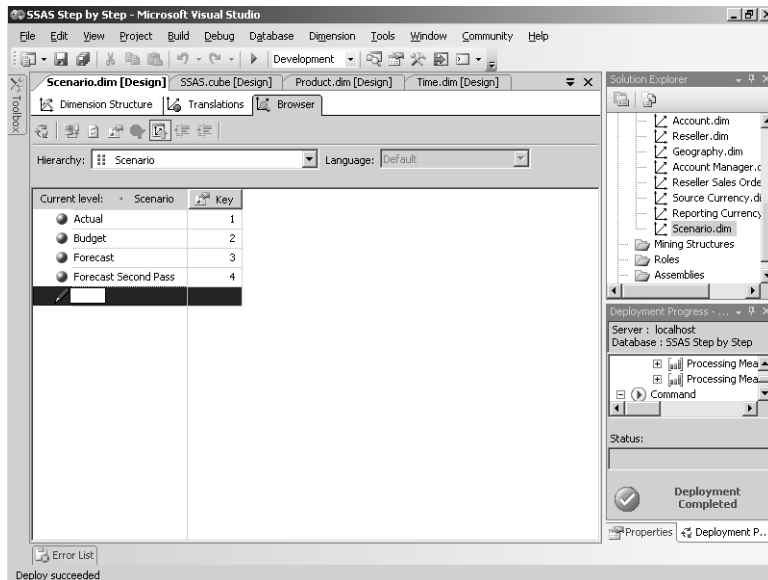 SSAS Step by Step - Microsoft Visual Studio
File Edit View Project Build Debug Database Dimension Tools Window Community Help
Development
Scenario.dim [Design] SSAS.cube [Design] Product.dim [Design] Time.dim [Design]
Dimension Structure Translations Browser
Toolbox
Hierarchy: Scenario Language: Default
Current level: Scenario Key
Actual 1
Budget 2
Forecast 3
Forecast Second Pass 4
Solution Explorer
Account.dim
Reseller.dim
Geography.dim
Account Manager.c
Reseller Sales Orde
Source Currency.di
Reporting Currency
Scenario.dim
Mining Structures
Roles
Assemblies
Deployment Progress - ...
Server : localhost
Database : SSAS Step by Step
Processing Mea
Processing Mea
Command
Status:
Deployment
Completed
Properties Deployment P...
Error List
Deploy succeeded